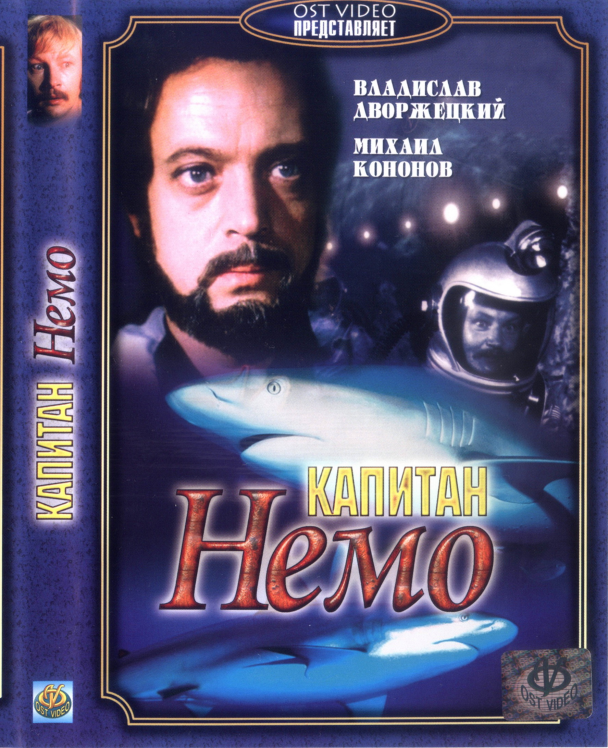 OST VIDEO
ПРЕДСТАВЛЯЕТ
ВЛАДИСЛАВ
ДВОРЖЕЦКИЙ
МИХАИЛ
КОНОНОВ
КАПИТАН
Немо
КАПИТАН Немо
OST VIDEO
OST VIDEO